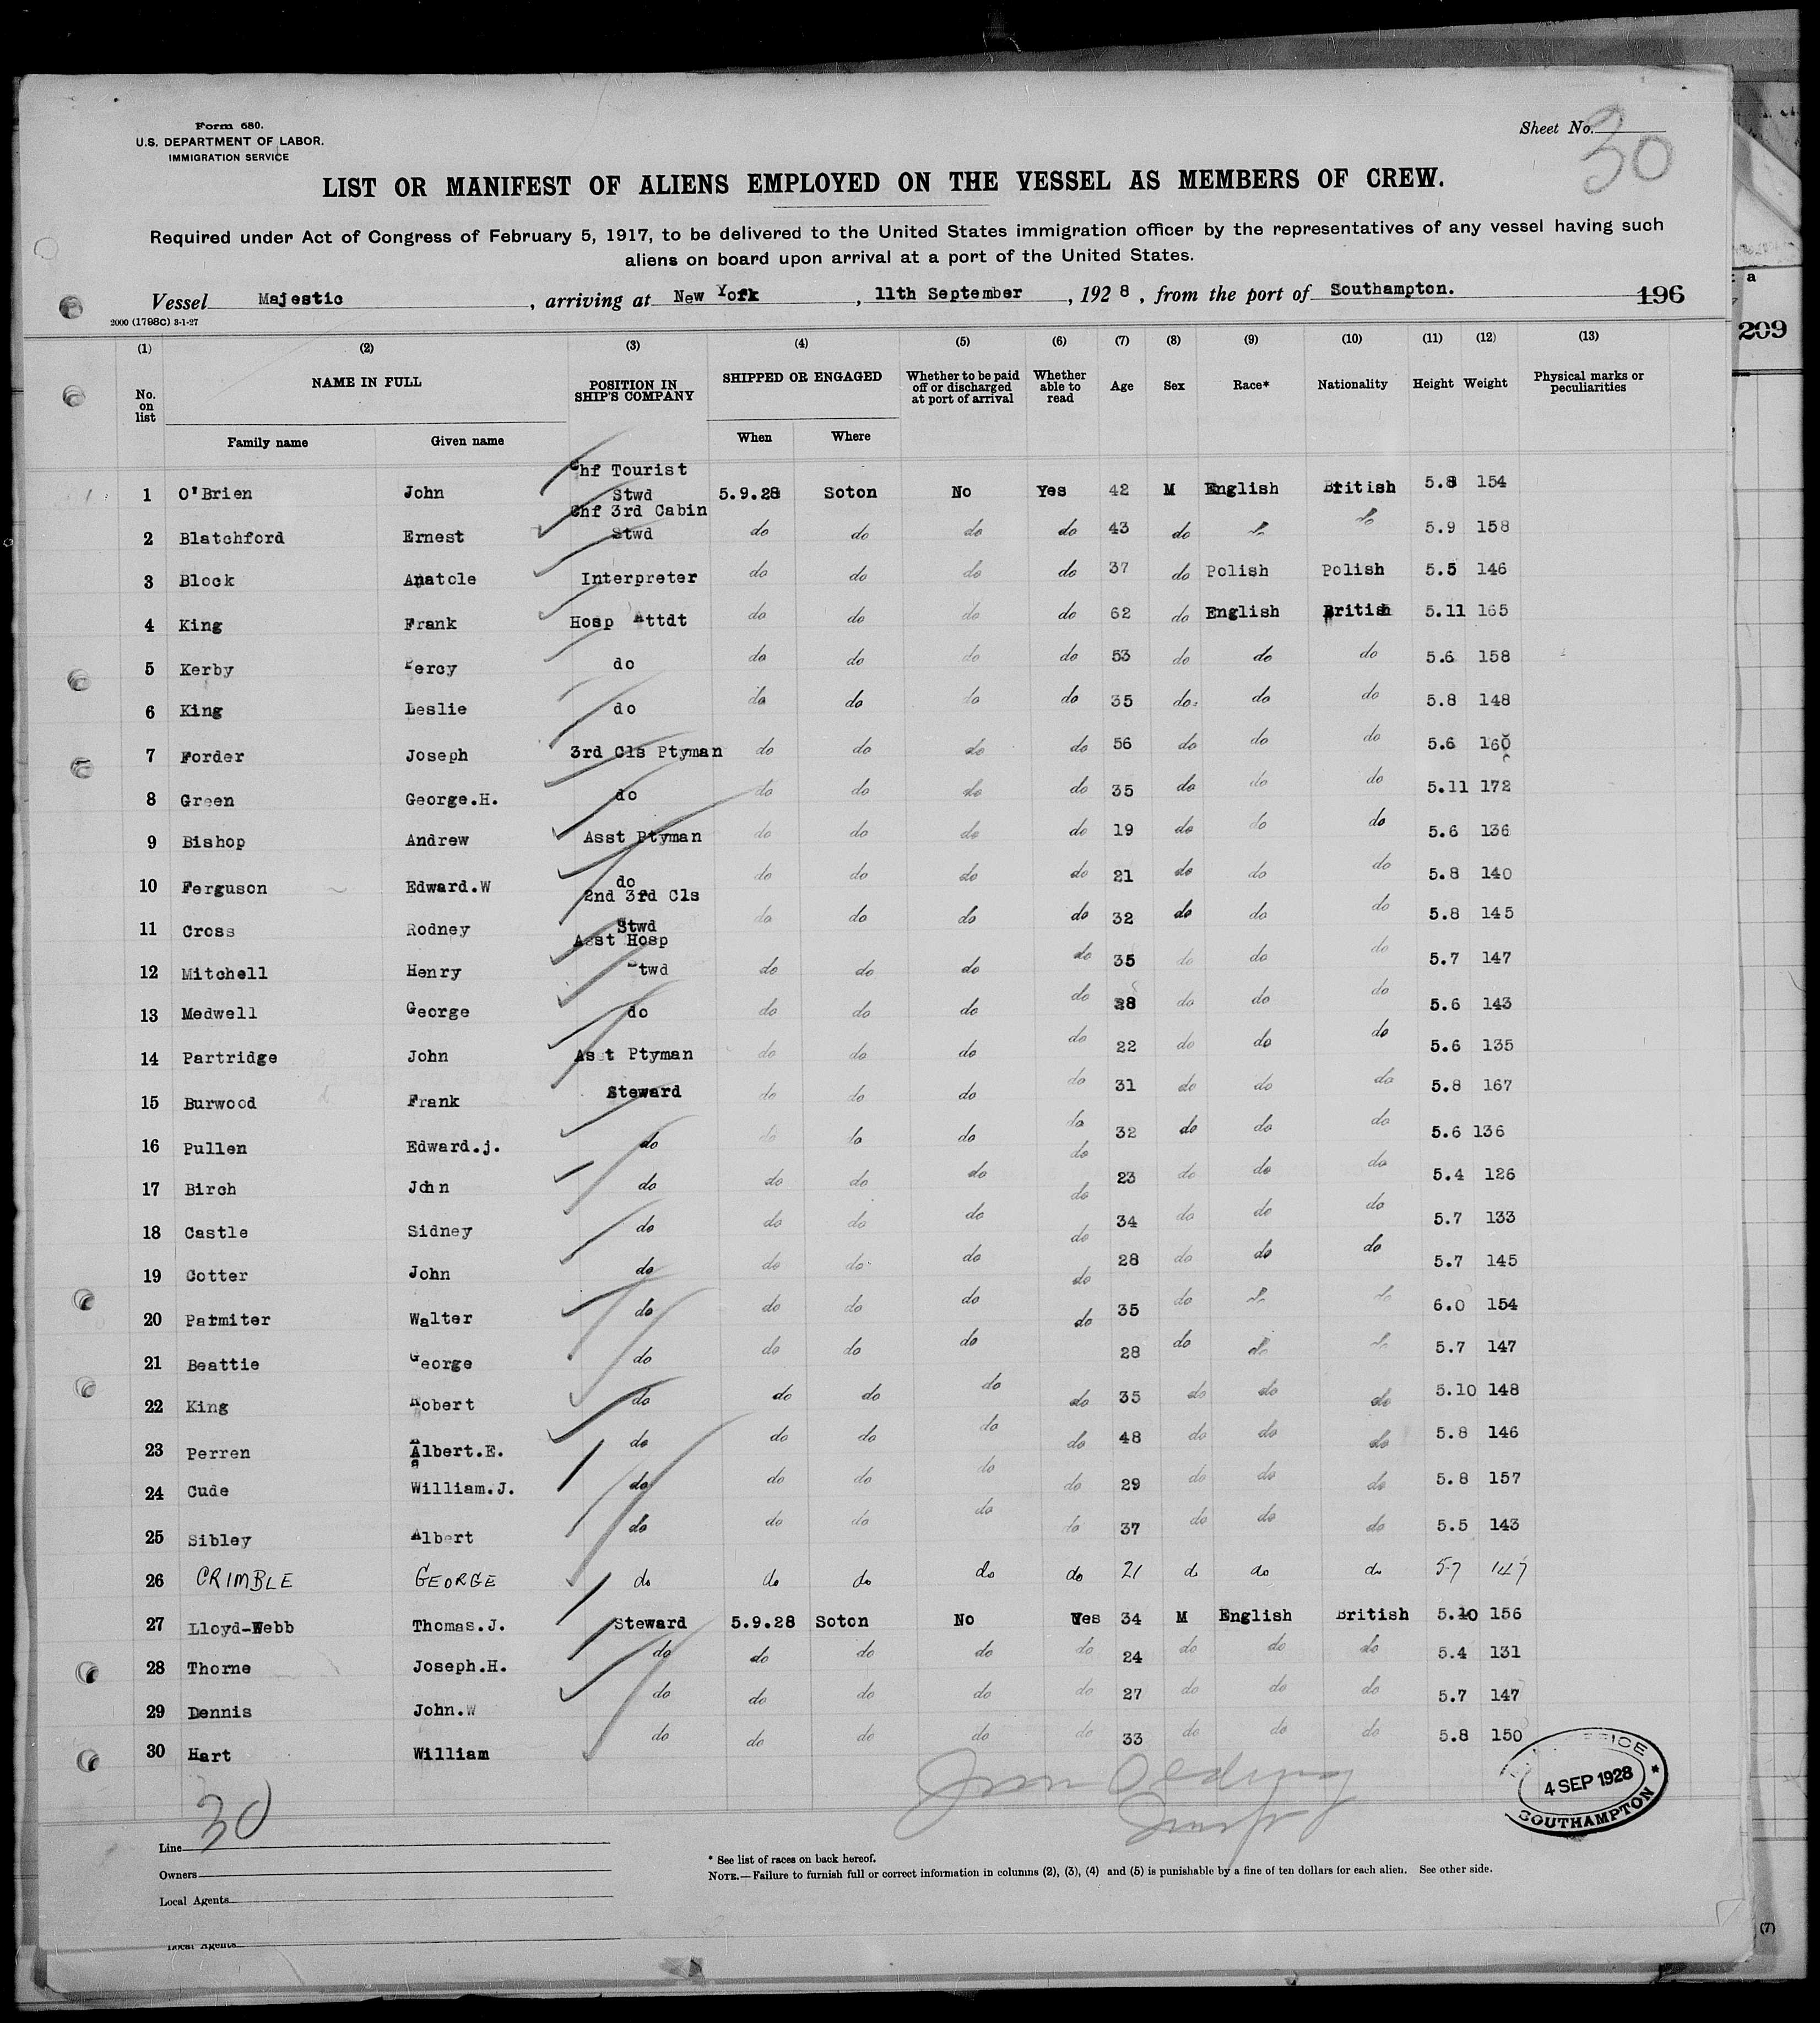 Form 680.
U.S. DEPARTMENT OF LABOR.
IMMIGRATION SERVICE
Sheet No. 30
LIST OR MANIFEST OF ALIENS EMPLOYED ON THE VESSEL AS MEMBERS OF CREW.
Required under Act of Congress of February 5, 1917, to be delivered to the United States immigration officer by the representatives of any vessel having such
aliens on board upon arrival at a port of the United States.
Vessel Majestic, arriving at New York, 11th September, 1928, from the port of Southampton. 196
2000 (1798C) 3-1-27
209
(1) (2) (3) (4) (5) (6) (7) (8) (9) (10) (11) (12) (13)
No. on list NAME IN FULL POSITION IN SHIP'S COMPANY SHIPPED OR ENGAGED Whether to be paid off or discharged at port of arrival Whether able to read Age Sex Race* Nationality Height Weight Physical marks or peculiarities
Family name Given name When Where
1 O'Brien John Chf Tourist Stwd 5.9.28 Soton No Yes 42 M English British 5.8 154
2 Blatchford Ernest Chf 3rd Cabin Stwd do do do do 43 do do do 5.9 158
3 Block Anatole Interpreter do do do do 37 do Polish Polish 5.5 146
4 King Frank Hosp Attdt do do do do 62 do English British 5.11 165
5 Kerby Percy do do do do do 53 do do do 5.6 158
6 King Leslie do do do do do 35 do do do 5.8 148
7 Forder Joseph 3rd Cls Ptyman do do do do 56 do do do 5.6 160
8 Green George.H. do do do do do 35 do do do 5.11 172
9 Bishop Andrew Asst Ptyman do do do do 19 do do do 5.6 136
10 Ferguson Edward.W do do do do do 21 do do do 5.8 140
11 Cross Rodney 2nd 3rd Cls Stwd do do do do 32 do do do 5.8 145
12 Mitchell Henry Asst Hosp Stwd do do do do 35 do do do 5.7 147
13 Medwell George do do do do do 38 do do do 5.6 143
14 Partridge John Asst Ptyman do do do do 22 do do do 5.6 135
15 Burwood Frank Steward do do do do 31 do do do 5.8 167
16 Pullen Edward.j. do do do do do 32 do do do 5.6 136
17 Birch John do do do do do 23 do do do 5.4 126
18 Castle Sidney do do do do do 34 do do do 5.7 133
19 Cotter John do do do do do 28 do do do 5.7 145
20 Parmiter Walter do do do do do 35 do do do 6.0 154
21 Beattie George do do do do do 28 do do do 5.7 147
22 King Robert do do do do do 35 do do do 5.10 148
23 Perren Albert.E. do do do do do 48 do do do 5.8 146
24 Cude William.J. do do do do do 29 do do do 5.8 157
25 Sibley Albert do do do do do 37 do do do 5.5 143
26 CRIMBLE GEORGE do do do do do 21 do do do 5-7 147
27 Lloyd-Webb Thomas.J. Steward 5.9.28 Soton No Yes 34 M English British 5.10 156
28 Thorne Joseph.H. do do do do do 24 do do do 5.4 131
29 Dennis John.W do do do do do 27 do do do 5.7 147
30 Hart William do do do do do 33 do do do 5.8 150
30
4 SEP 1928
SOUTHAMPTON
Line
Owners
Local Agents
* See list of races on back hereof.
NOTE.—Failure to furnish full or correct information in columns (2), (3), (4) and (5) is punishable by a fine of ten dollars for each alien. See other side.
Local Agents
(7)